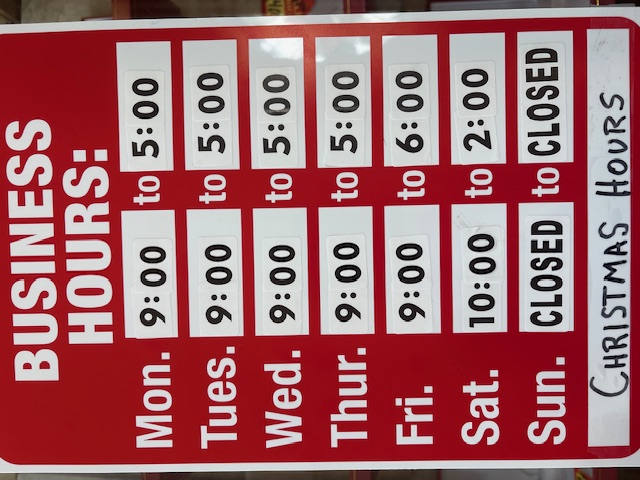 BUSINESS
HOURS:
Mon. 9:00 to 5:00
Tues. 9:00 to 5:00
Wed. 9:00 to 5:00
Thur. 9:00 to 5:00
Fri. 9:00 to 6:00
Sat. 10:00 to 2:00
Sun. CLOSED to CLOSED
CHRISTMAS HOURS